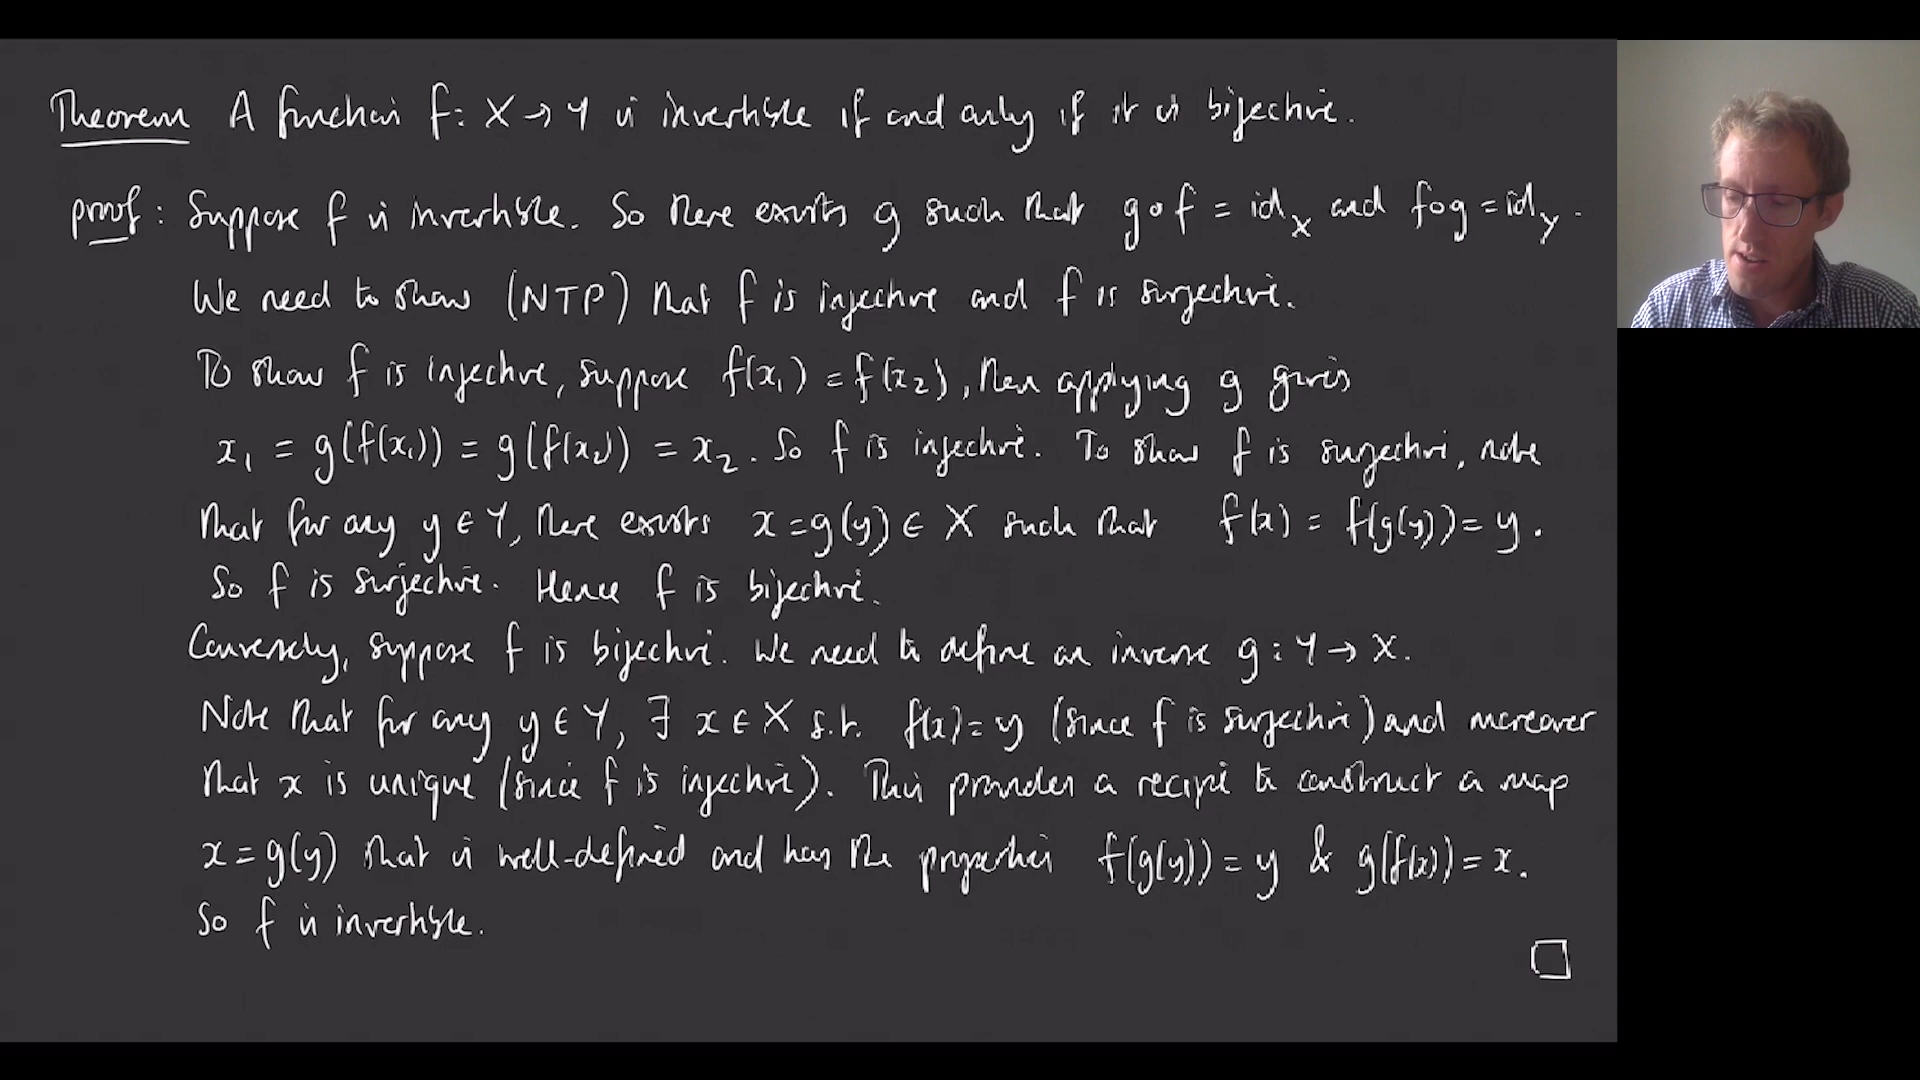 Theorem A function f: X → Y is invertible if and only if it is bijective.
proof: Suppose f is invertible. So there exists g such that g∘f = id_X and f∘g = id_Y.
We need to show (NTP) that f is injective and f is surjective.
To show f is injective, suppose f(x₁) = f(x₂), then applying g gives
x₁ = g(f(x₁)) = g(f(x₂)) = x₂. So f is injective. To show f is surjective, note
that for any y ∈ Y, there exists x = g(y) ∈ X such that f(x) = f(g(y)) = y.
So f is surjective. Hence f is bijective.
Conversely, suppose f is bijective. We need to define an inverse g: Y → X.
Note that for any y ∈ Y, ∃ x ∈ X s.t. f(x) = y (since f is surjective) and moreover
that x is unique (since f is injective). This provides a recipe to construct a map
x = g(y) that is well-defined and has the properties f(g(y)) = y & g(f(x)) = x.
So f is invertible.